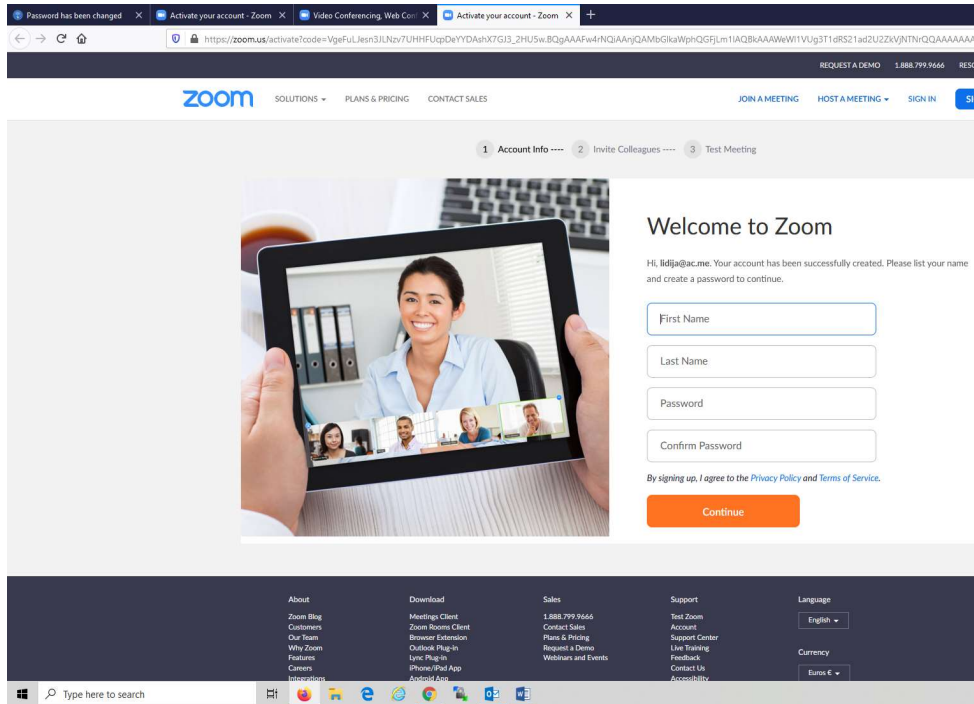 Password has been changed
Activate your account - Zoom
Video Conferencing, Web Con
Activate your account - Zoom
https://zoom.us/activate?code=
REQUEST A DEMO 1.888.799.9666
zoom SOLUTIONS PLANS & PRICING CONTACT SALES JOIN A MEETING HOST A MEETING SIGN IN
1 Account Info ---- 2 Invite Colleagues ---- 3 Test Meeting
Welcome to Zoom
Hi, lidija@ac.me. Your account has been successfully created. Please list your name
and create a password to continue.
First Name
Last Name
Password
Confirm Password
By signing up, I agree to the Privacy Policy and Terms of Service.
Continue
About
Zoom Blog
Customers
Our Team
Why Zoom
Features
Careers
Integrations
Download
Meetings Client
Zoom Rooms Client
Browser Extension
Outlook Plug-in
Lync Plug-in
iPhone/iPad App
Android App
Sales
1.888.799.9666
Contact Sales
Plans & Pricing
Request a Demo
Webinars and Events
Support
Test Zoom
Account
Support Center
Live Training
Feedback
Contact Us
Accessibility
Language
English
Currency
Euros €
Type here to search